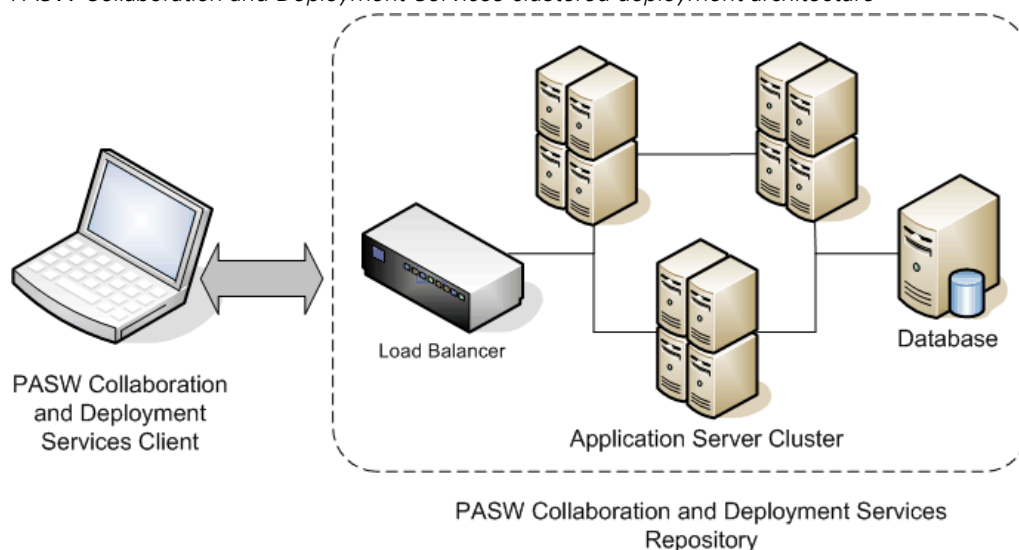 PASW Collaboration and Deployment Services clustered deployment architecture
Load Balancer
Database
PASW Collaboration
and Deployment
Services Client
Application Server Cluster
PASW Collaboration and Deployment Services
Repository